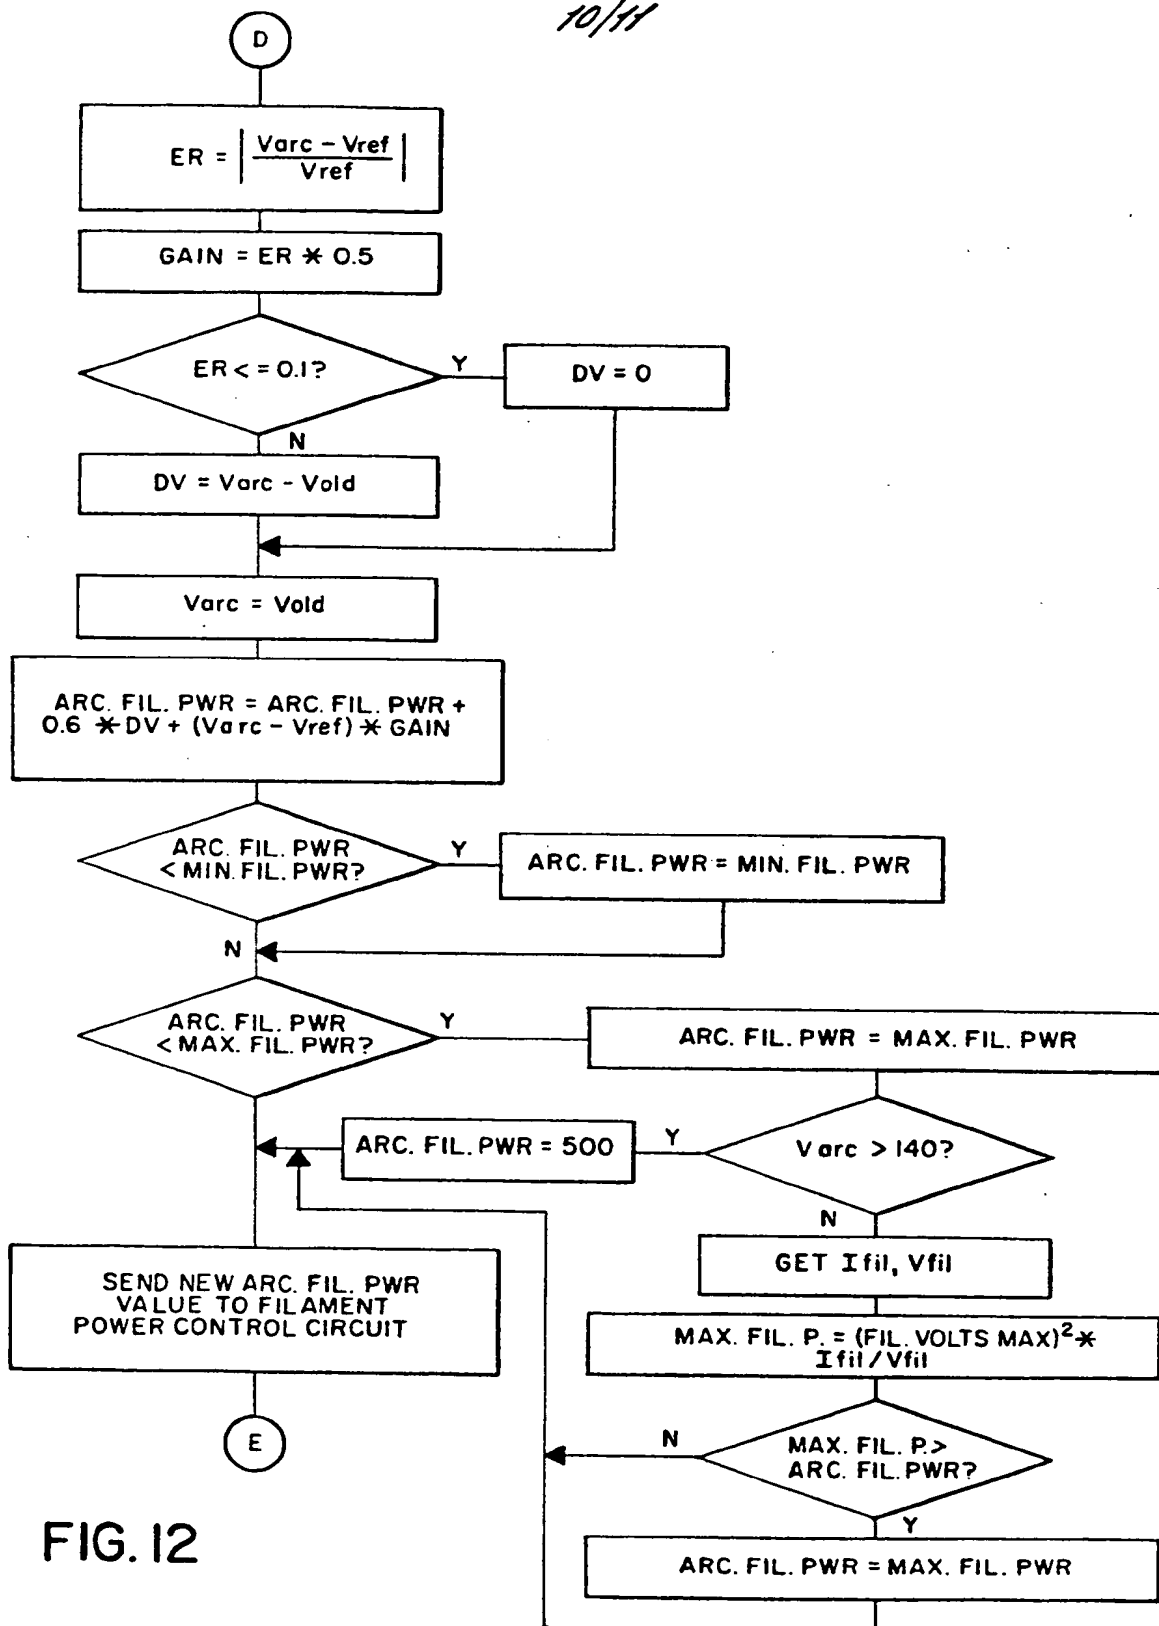 10/11
D
ER = | Varc - Vref / Vref |
GAIN = ER * 0.5
ER <= 0.1?
Y
DV = 0
N
DV = Varc - Vold
Varc = Vold
ARC. FIL. PWR = ARC. FIL. PWR +
0.6 * DV + (Varc - Vref) * GAIN
ARC. FIL. PWR
< MIN. FIL. PWR?
Y
ARC. FIL. PWR = MIN. FIL. PWR
N
ARC. FIL. PWR
< MAX. FIL. PWR?
Y
ARC. FIL. PWR = MAX. FIL. PWR
Varc > 140?
Y
ARC. FIL. PWR = 500
N
GET Ifil, Vfil
MAX. FIL. P. = (FIL. VOLTS MAX)² *
Ifil/Vfil
MAX. FIL. P. >
ARC. FIL. PWR?
N
Y
ARC. FIL. PWR = MAX. FIL. PWR
SEND NEW ARC. FIL. PWR
VALUE TO FILAMENT
POWER CONTROL CIRCUIT
E
FIG. 12